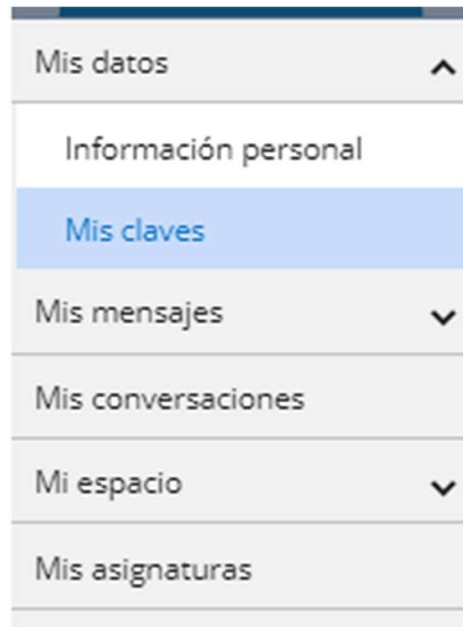 Mis datos
Información personal
Mis claves
Mis mensajes
Mis conversaciones
Mi espacio
Mis asignaturas